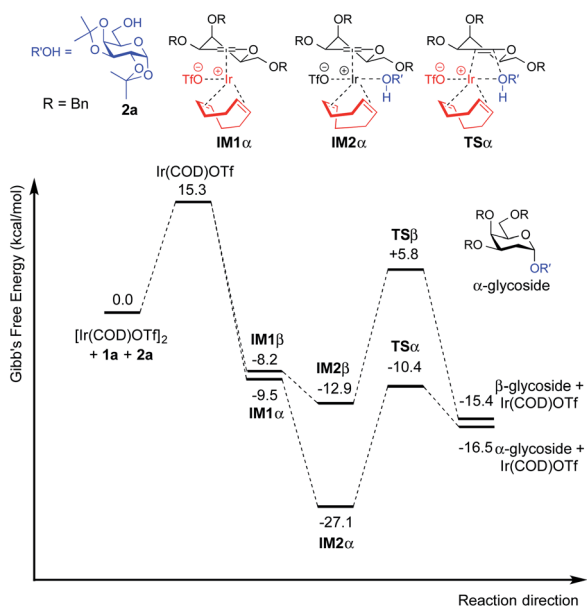 R'OH =
OH
O
O
O
O
O
R = Bn
2a
OR
RO
O
OR
TfO
⊖
⊕
Ir
IM1α
OR
RO
O
OR
TfO
⊖
⊕
Ir
OR'
H
IM2α
OR
RO
O
OR
TfO
⊖
⊕
Ir
OR'
H
TSα
Gibb's Free Energy (kcal/mol)
Ir(COD)OTf
15.3
0.0
[Ir(COD)OTf]2
+ 1a + 2a
IM1β
-8.2
-9.5
IM1α
IM2β
-12.9
-27.1
IM2α
TSβ
+5.8
TSα
-10.4
RO
OR
O
RO
OR'
α-glycoside
-15.4 β-glycoside +
Ir(COD)OTf
-16.5 α-glycoside +
Ir(COD)OTf
Reaction direction